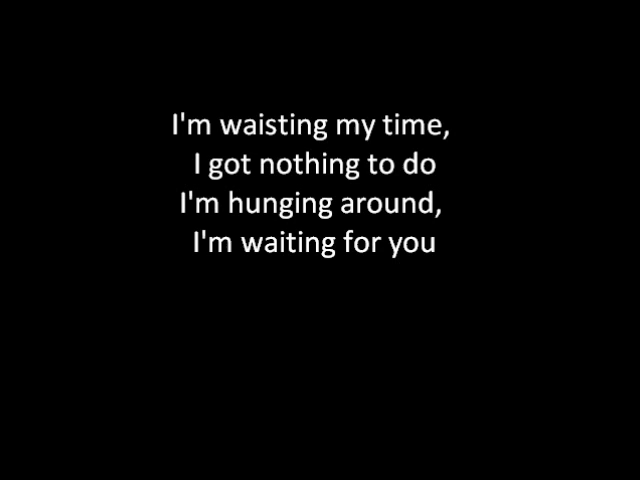 I'm waisting my time,
I got nothing to do
I'm hunging around,
I'm waiting for you